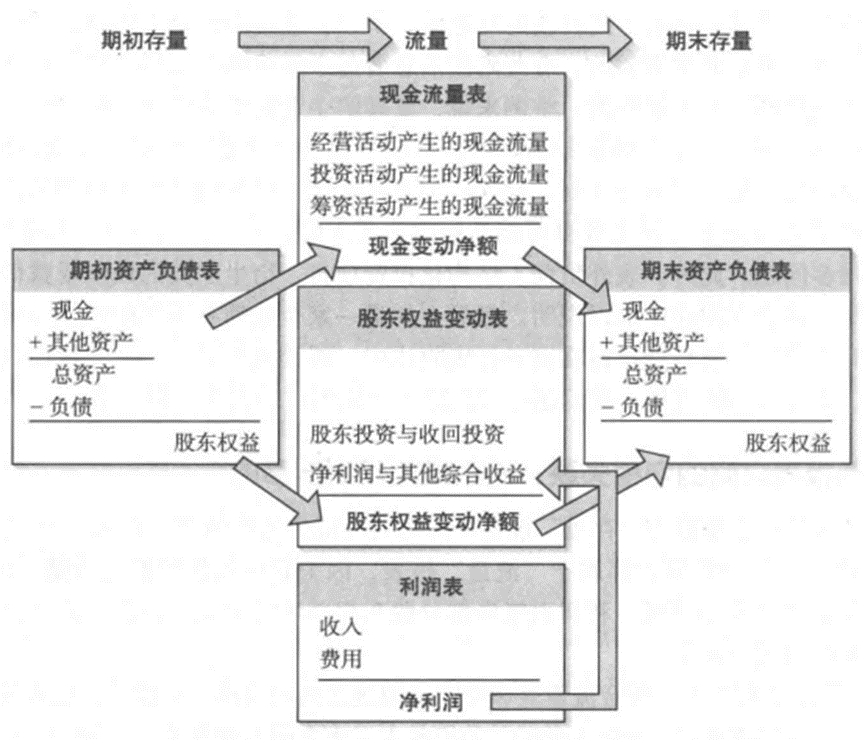 期初存量
流量
期末存量
现金流量表
经营活动产生的现金流量
投资活动产生的现金流量
筹资活动产生的现金流量
现金变动净额
期初资产负债表
现金
+ 其他资产
总资产
- 负债
股东权益
股东权益变动表
股东投资与收回投资
净利润与其他综合收益
股东权益变动净额
期末资产负债表
现金
+ 其他资产
总资产
- 负债
股东权益
利润表
收入
费用
净利润